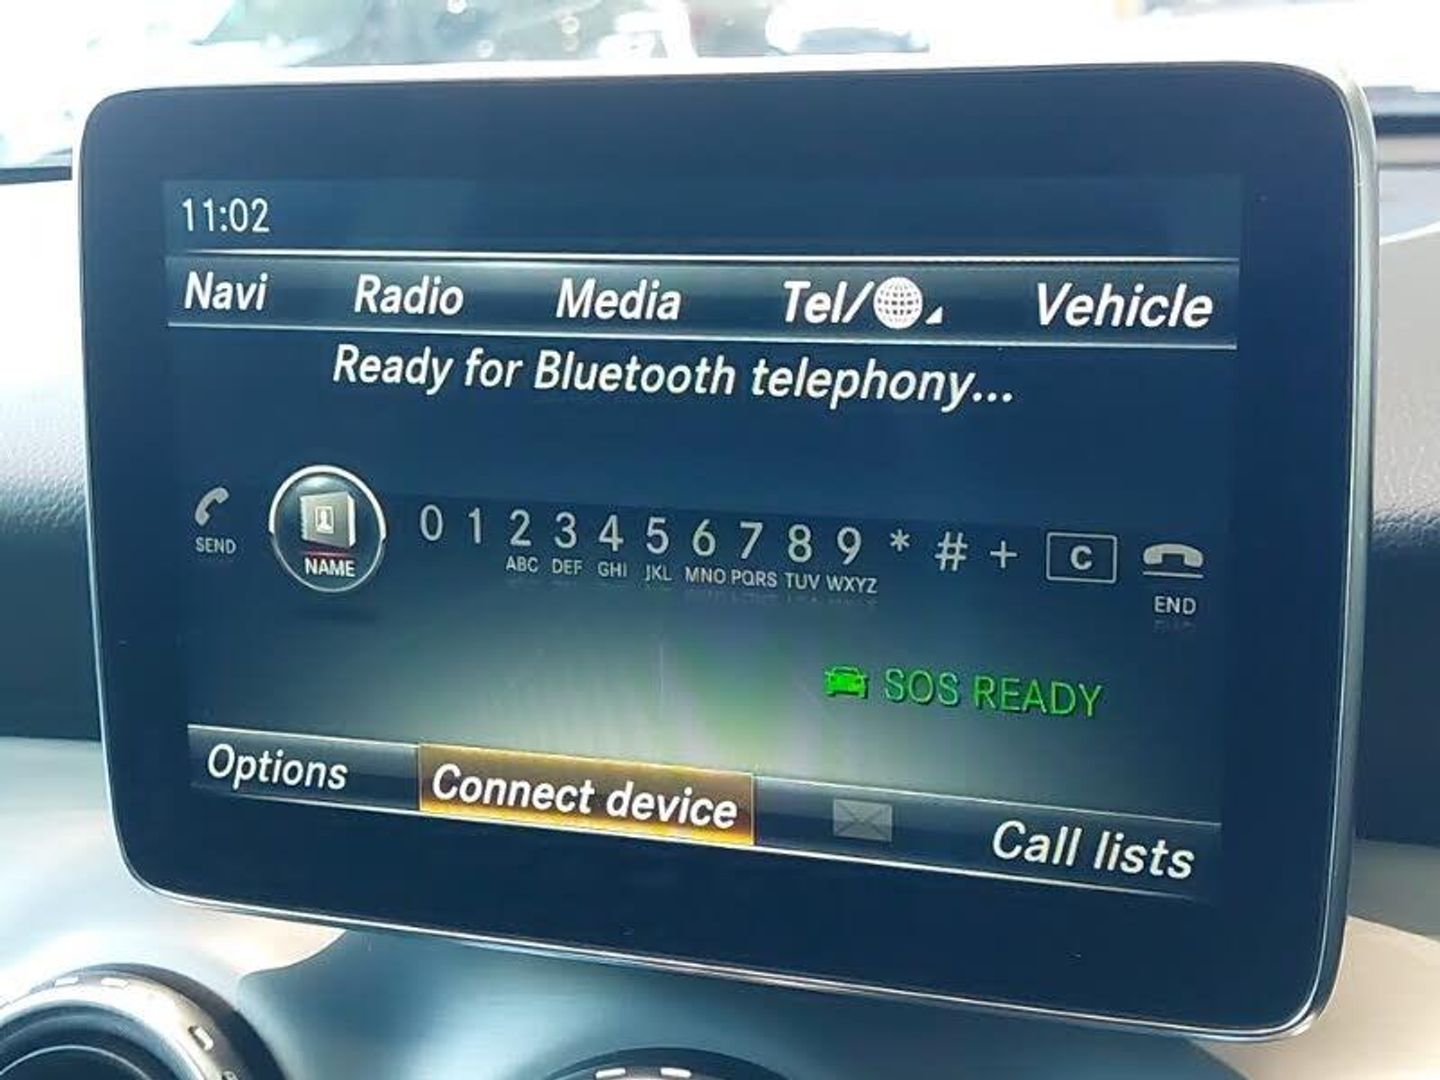 11:02
Navi Radio Media Tel/ Vehicle
Ready for Bluetooth telephony...
0 1 2 3 4 5 6 7 8 9 * # + C
SEND NAME ABC DEF GHI JKL MNO PQRS TUV WXYZ END
SOS READY
Options Connect device Call lists